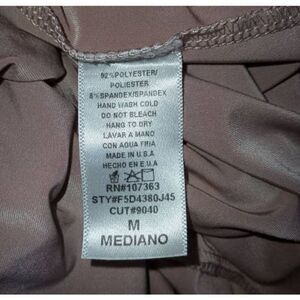 92%POLYESTER/
POLIESTER
8%SPANDEX/SPANDEX
HAND WASH COLD
DO NOT BLEACH
HANG TO DRY
LAVAR A MANO
CON AGUA FRIA
MADE IN U.S.A
HECHO EN E.U.A.
RN#107363
STY#F5D4380J45
CUT#9040
M
MEDIANO